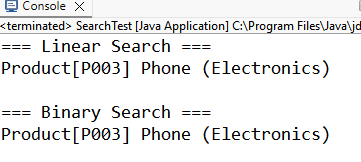 Console
<terminated> SearchTest [Java Application] C:\Program Files\Java\jd
=== Linear Search ===
Product[P003] Phone (Electronics)
=== Binary Search ===
Product[P003] Phone (Electronics)